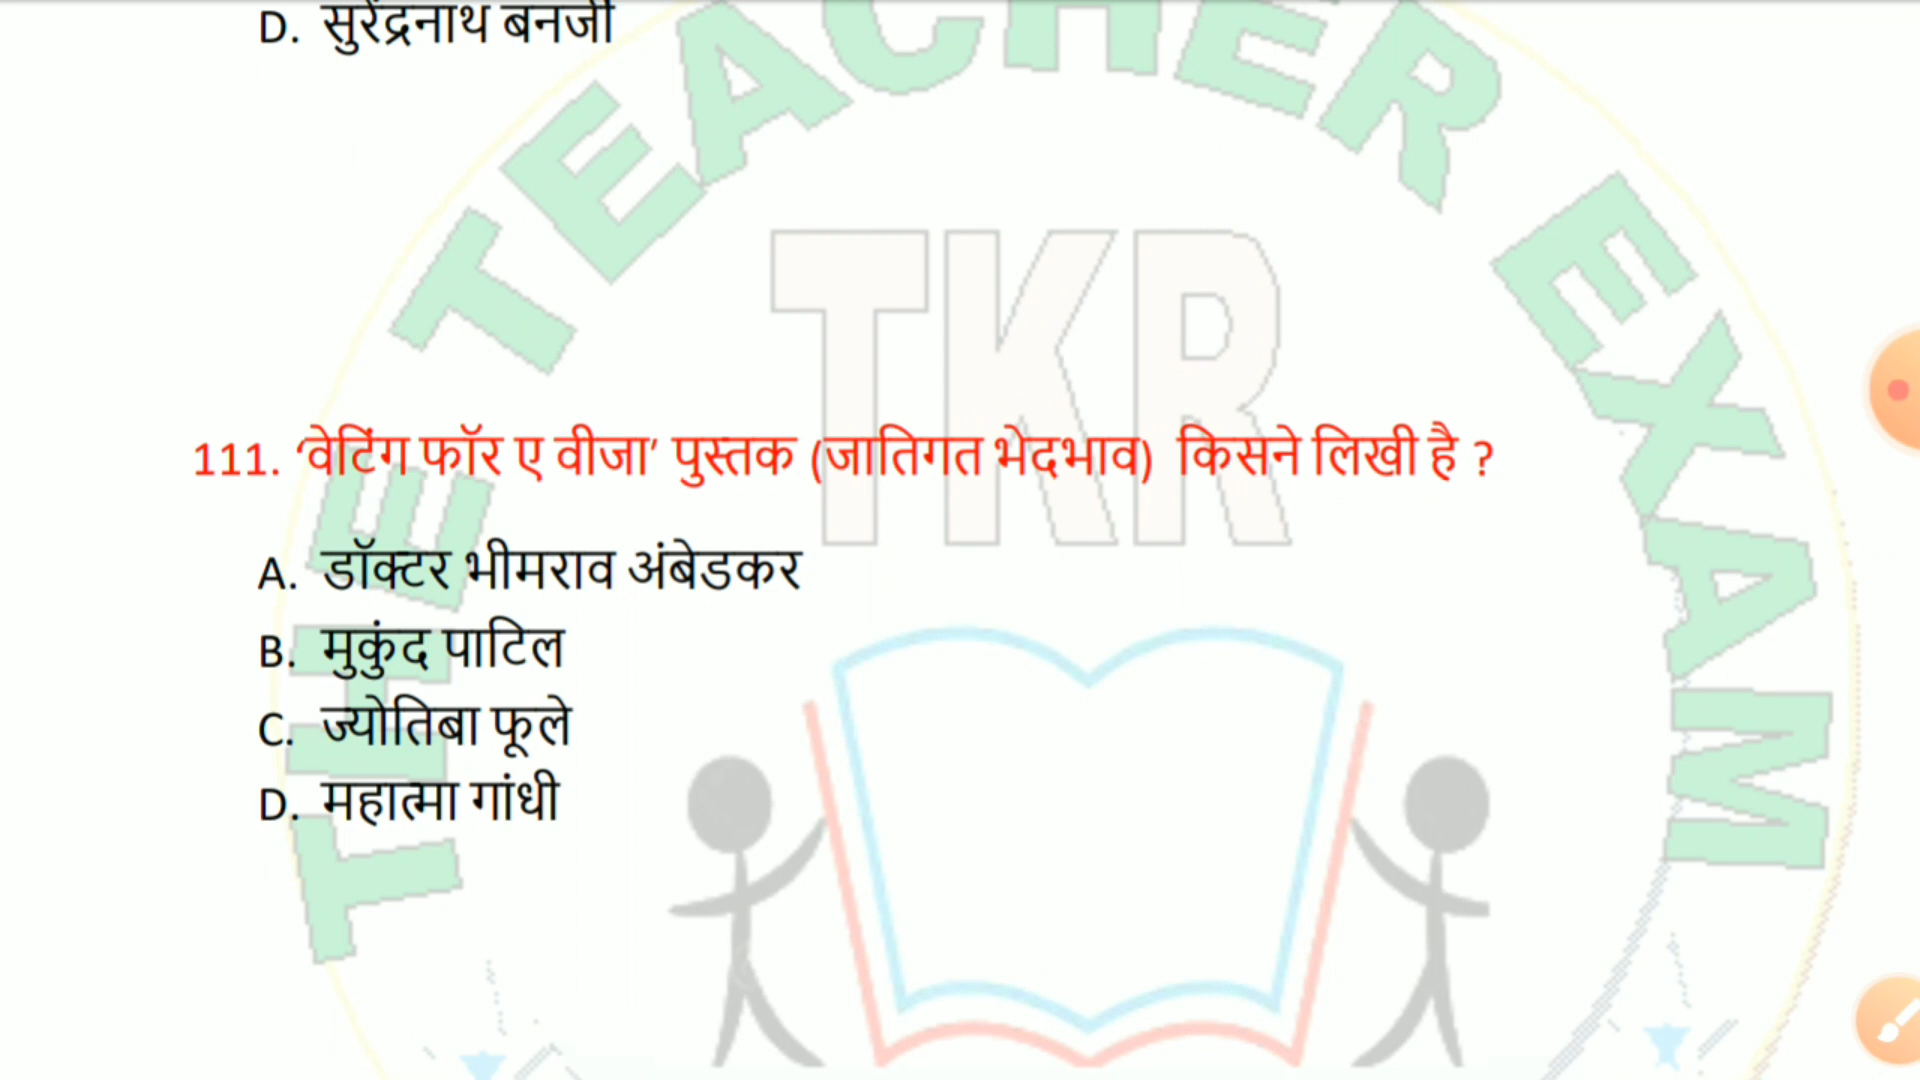 D. सुरेंद्रनाथ बनर्जी
THE TEACHER EXAM
TKR
111. ‘वेटिंग फॉर ए वीजा’ पुस्तक (जातिगत भेदभाव) किसने लिखी है ?
A. डॉक्टर भीमराव अंबेडकर
B. मुकुंद पाटिल
C. ज्योतिबा फूले
D. महात्मा गांधी